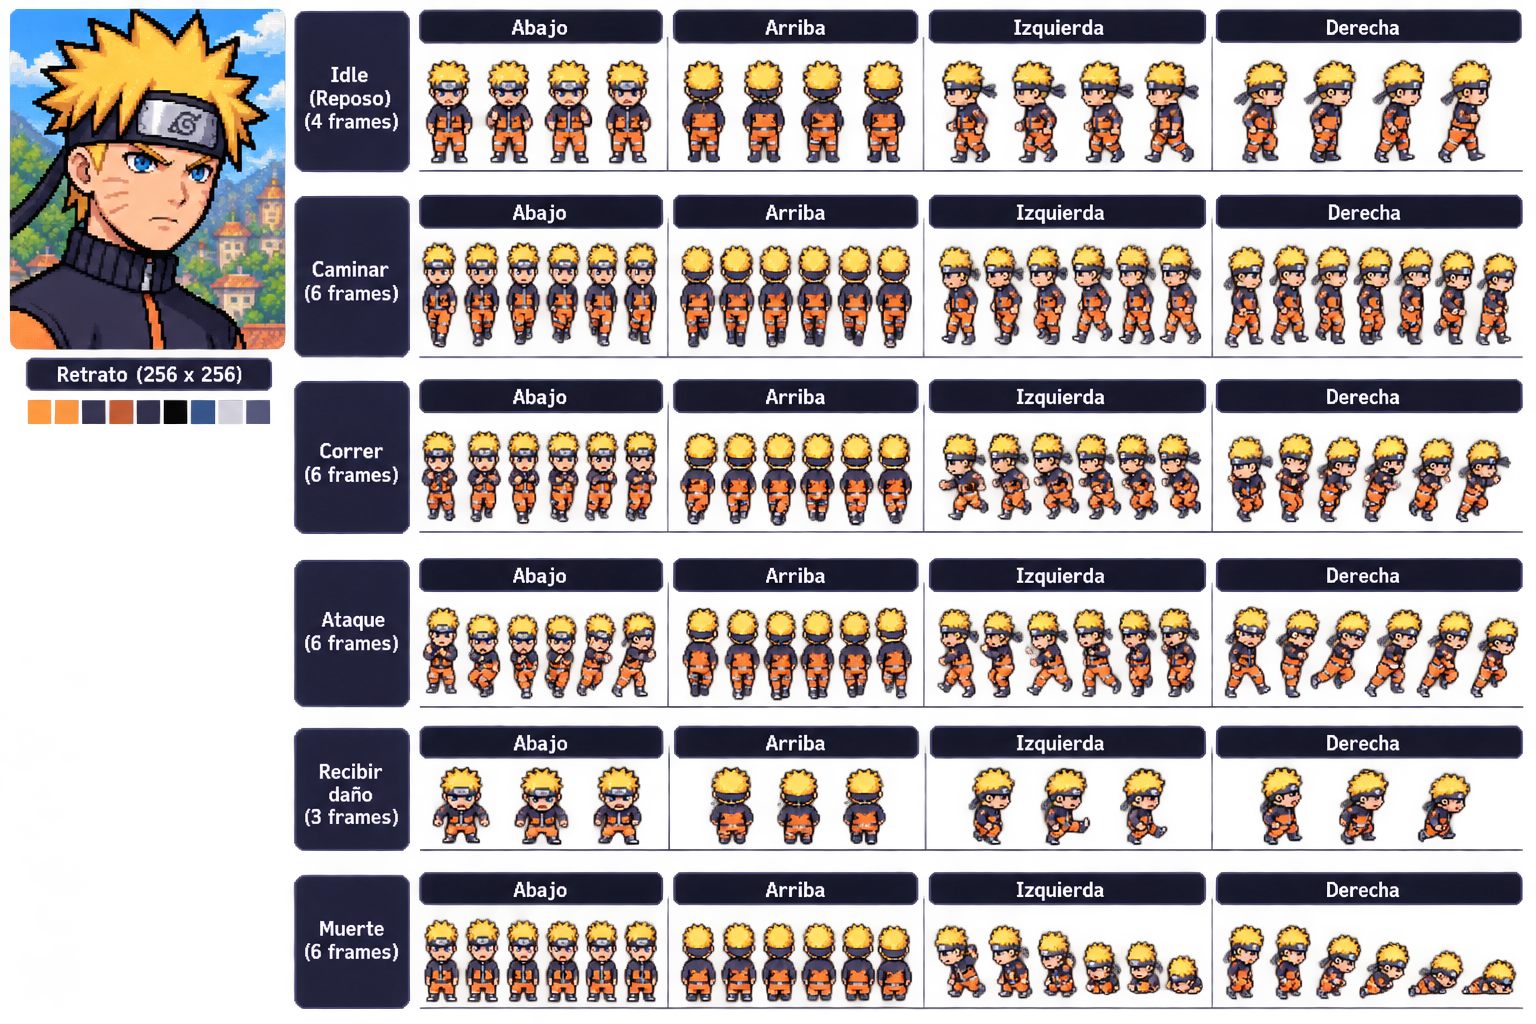 Abajo
Arriba
Izquierda
Derecha
Idle
(Reposo)
(4 frames)
Abajo
Arriba
Izquierda
Derecha
Caminar
(6 frames)
Retrato (256 x 256)
Abajo
Arriba
Izquierda
Derecha
Correr
(6 frames)
Abajo
Arriba
Izquierda
Derecha
Ataque
(6 frames)
Abajo
Arriba
Izquierda
Derecha
Recibir
daño
(3 frames)
Abajo
Arriba
Izquierda
Derecha
Muerte
(6 frames)